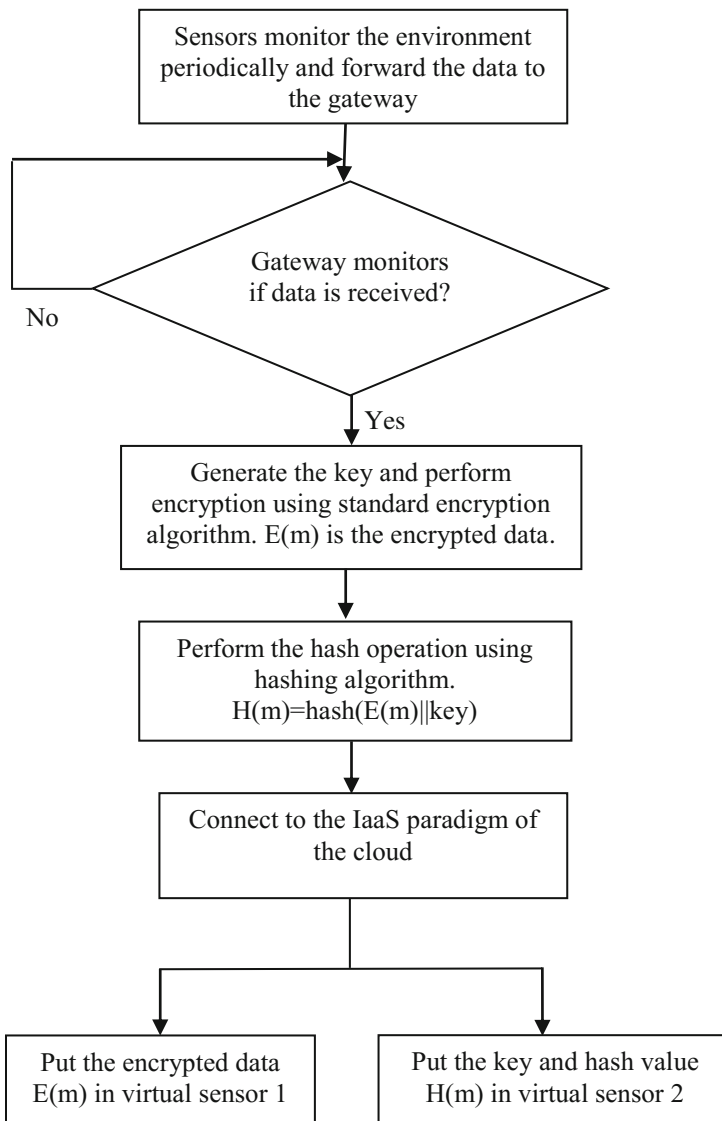 Sensors monitor the environment
periodically and forward the data to
the gateway
Gateway monitors
if data is received?
No
Yes
Generate the key and perform
encryption using standard encryption
algorithm. E(m) is the encrypted data.
Perform the hash operation using
hashing algorithm.
H(m)=hash(E(m)||key)
Connect to the IaaS paradigm of
the cloud
Put the encrypted data
E(m) in virtual sensor 1
Put the key and hash value
H(m) in virtual sensor 2